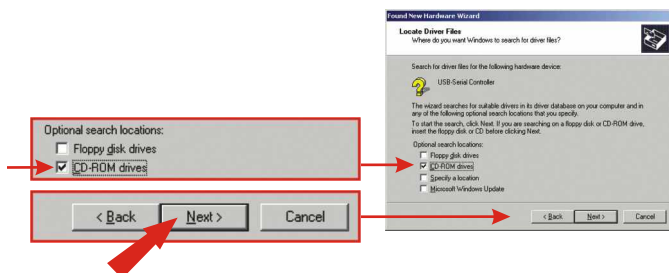 Optional search locations:
Floppy disk drives
CD-ROM drives
< Back Next > Cancel
Found New Hardware Wizard
Locate Driver Files
Where do you want Windows to search for driver files?
Search for driver files for the following hardware device:
USB-Serial Controller
The wizard searches for suitable drivers in its driver database on your computer and in
any of the following optional search locations that you specify.
To start the search, click Next. If you are searching on a floppy disk or CD-ROM drive,
insert the floppy disk or CD before clicking Next.
Optional search locations:
Floppy disk drives
CD-ROM drives
Specify a location
Microsoft Windows Update
< Back Next > Cancel